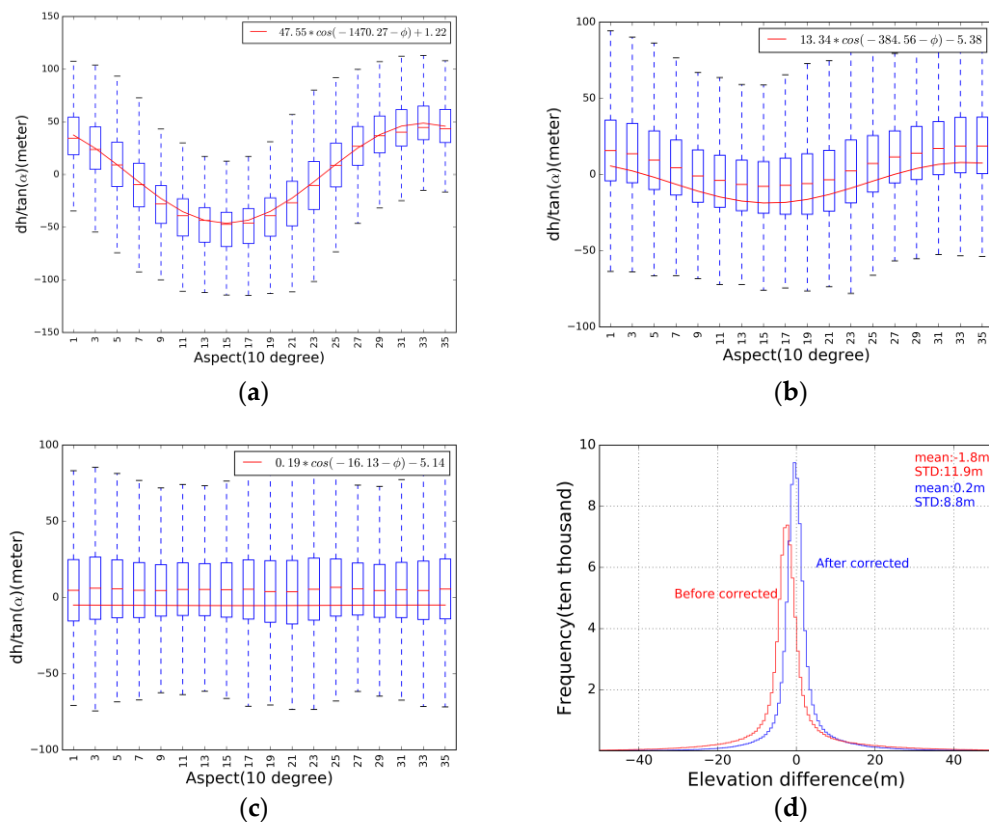 150
100
50
0
−50
−100
−150
dh/tan(α)(meter)
47.55 * cos(−1470.27 − ϕ) + 1.22
1 3 5 7 9 11 13 15 17 19 21 23 25 27 29 31 33 35
Aspect(10 degree)
(a)
100
50
0
−50
−100
dh/tan(α)(meter)
13.34 * cos(−384.56 − ϕ) − 5.38
1 3 5 7 9 11 13 15 17 19 21 23 25 27 29 31 33 35
Aspect(10 degree)
(b)
100
50
0
−50
−100
dh/tan(α)(meter)
0.19 * cos(−16.13 − ϕ) − 5.14
1 3 5 7 9 11 13 15 17 19 21 23 25 27 29 31 33 35
Aspect(10 degree)
(c)
10
8
6
4
2
Frequency(ten thousand)
mean:-1.8m
STD:11.9m
mean:0.2m
STD:8.8m
After corrected
Before corrected
−40 −20 0 20 40
Elevation difference(m)
(d)